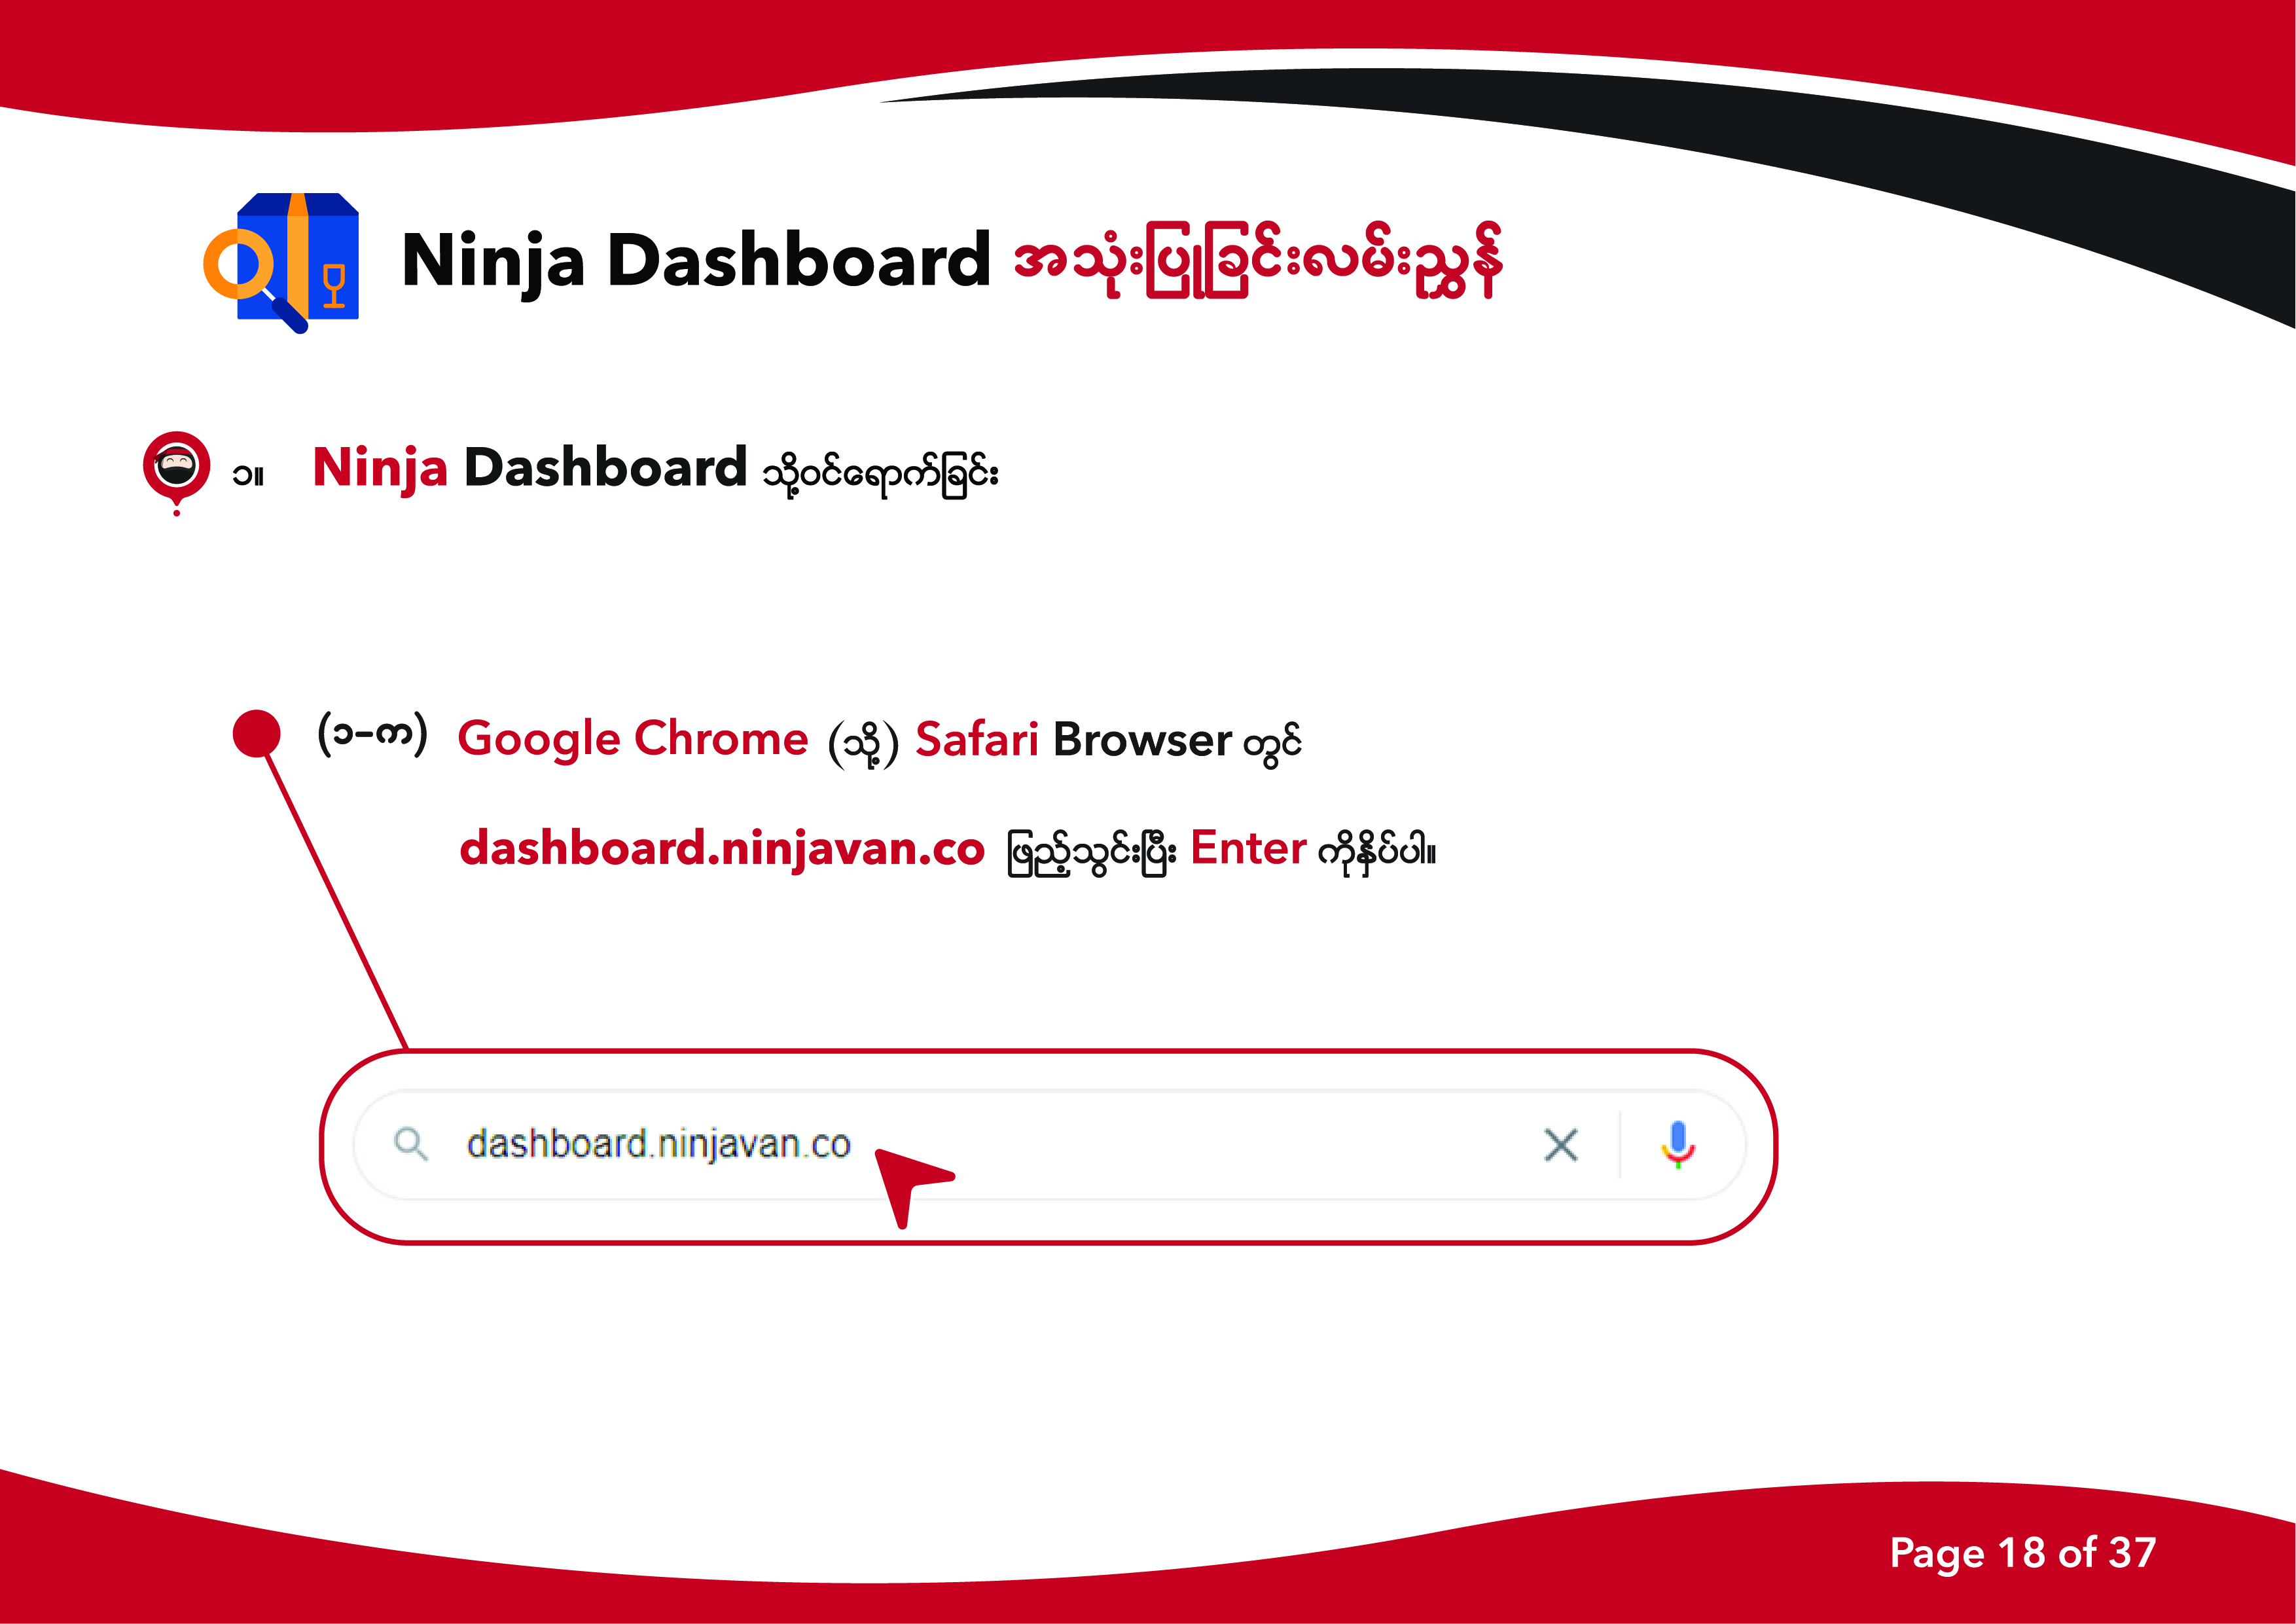 Ninja Dashboard အသုံးပြုခြင်းလမ်းညွှန်
၁။ Ninja Dashboard သို့ဝင်ရောက်ခြင်း
(၁-က) Google Chrome (သို့) Safari Browser တွင်
dashboard.ninjavan.co ဖြည့်သွင်းပြီး Enter ကိုနှိပ်ပါ။
dashboard.ninjavan.co
Page 18 of 37